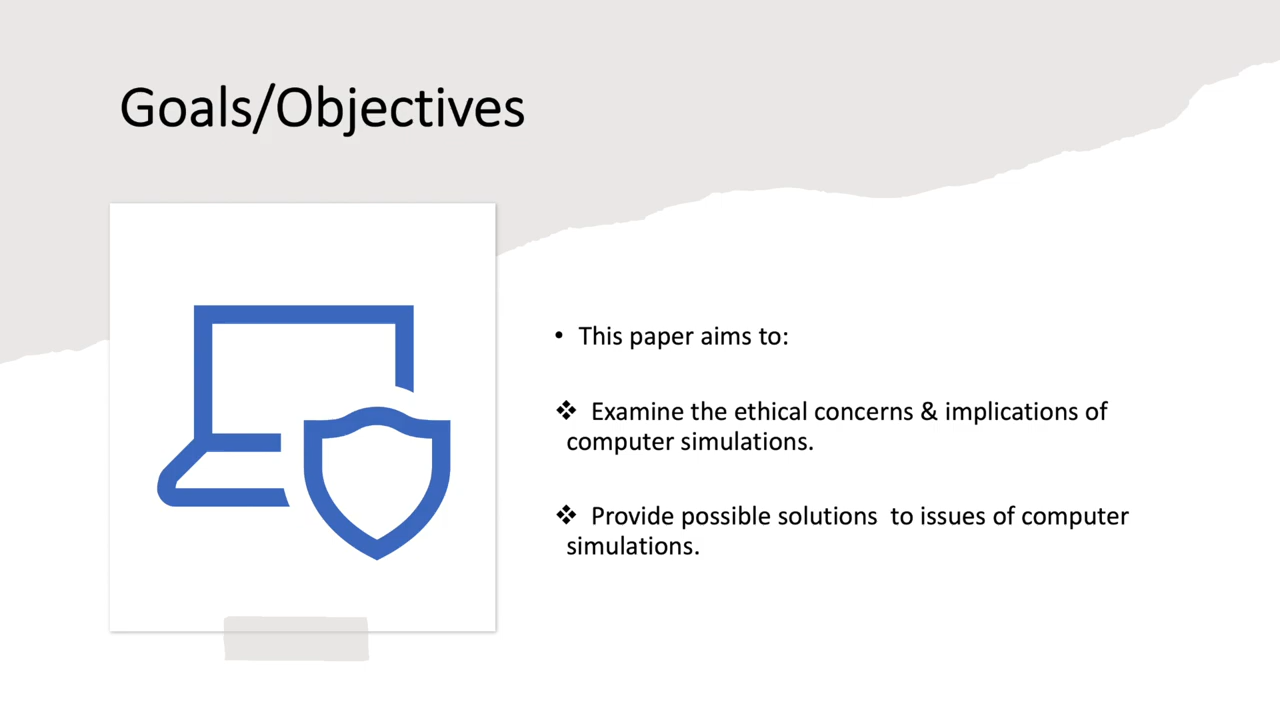 Goals/Objectives
• This paper aims to:
❖ Examine the ethical concerns & implications of
computer simulations.
❖ Provide possible solutions  to issues of computer
simulations.